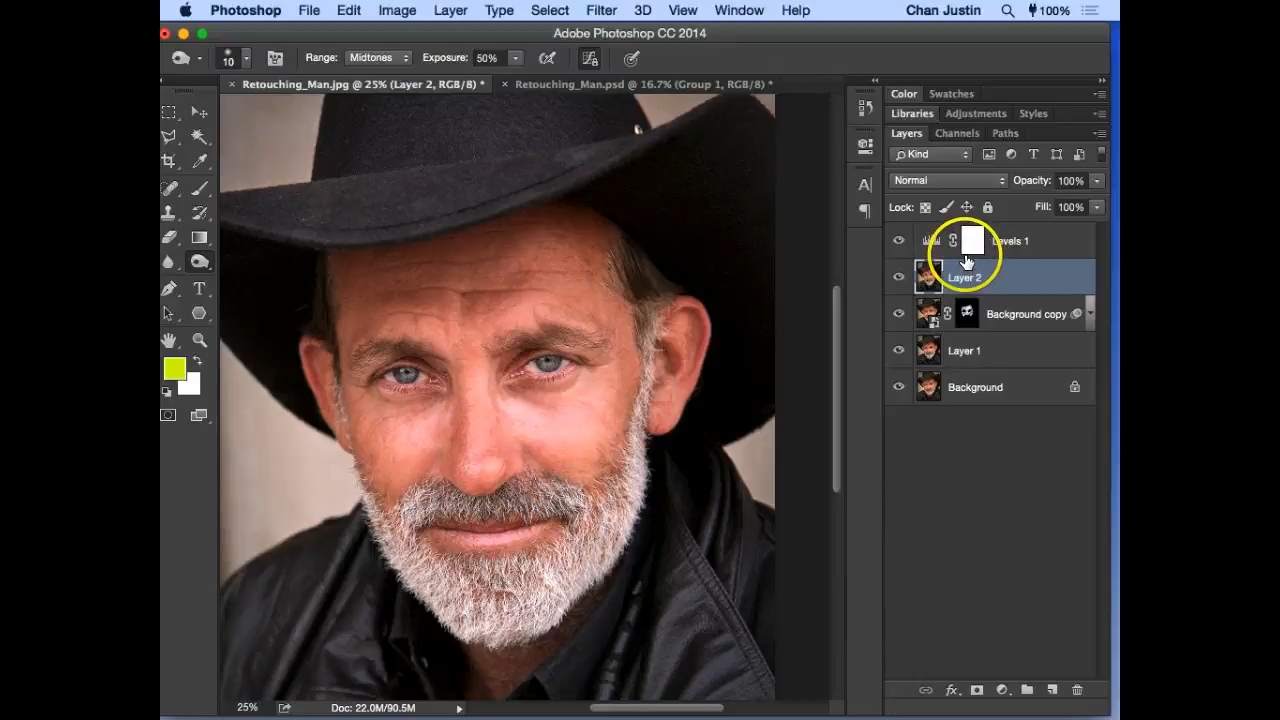 Photoshop File Edit Image Layer Type Select Filter 3D View Window Help Chan Justin 100%
Adobe Photoshop CC 2014
10 Range: Midtones Exposure: 50%
× Retouching_Man.jpg @ 25% (Layer 2, RGB/8) * × Retouching_Man.psd @ 16.7% (Group 1, RGB/8) *
Color Swatches
Libraries Adjustments Styles
Layers Channels Paths
Kind T
Normal Opacity: 100%
A
Lock: Fill: 100%
Levels 1
Layer 2
T
Background copy
Layer 1
Background
25% Doc: 22.0M/90.5M fx